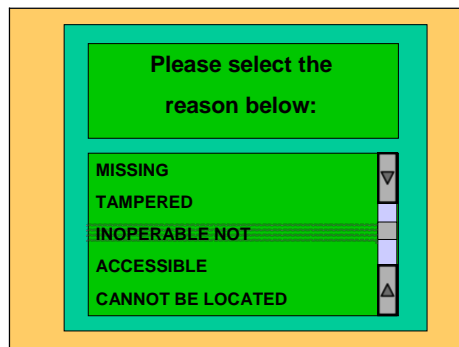 Please select the
reason below:
MISSING
TAMPERED
INOPERABLE NOT
ACCESSIBLE
CANNOT BE LOCATED